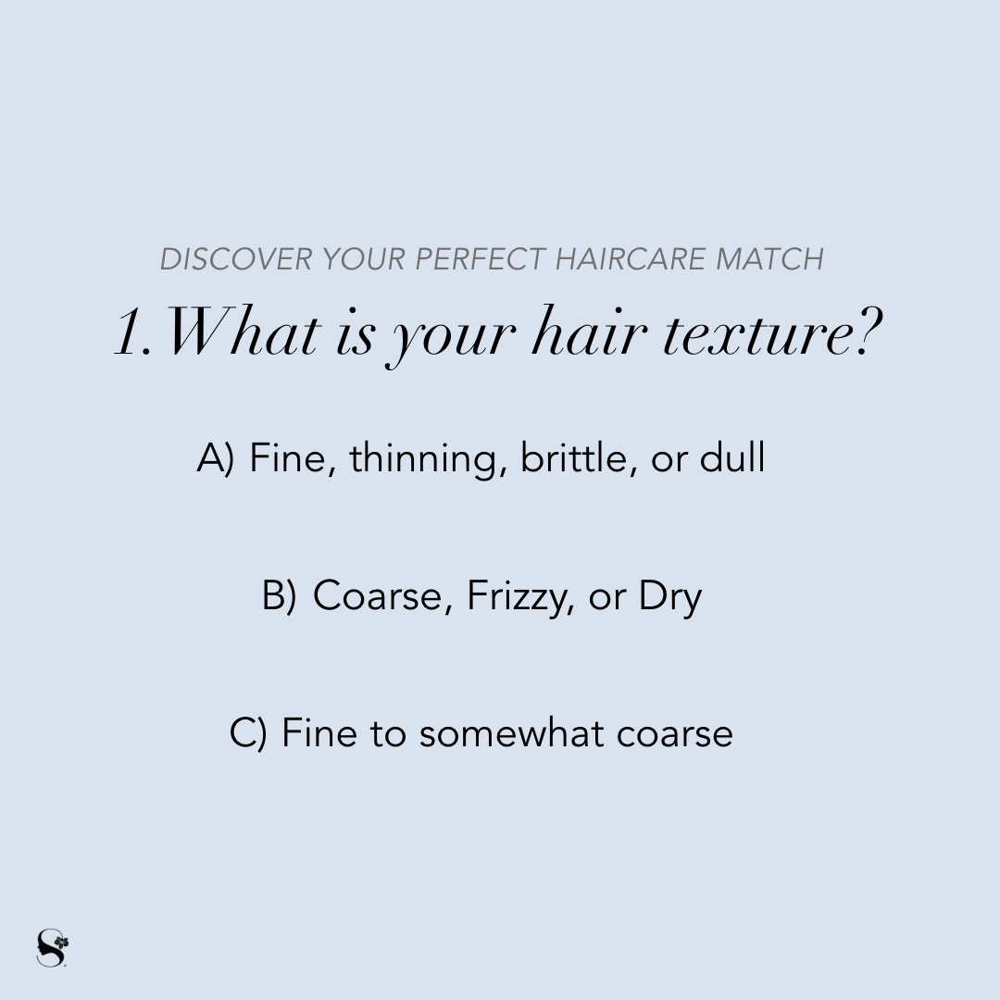 DISCOVER YOUR PERFECT HAIRCARE MATCH
1. What is your hair texture?
A) Fine, thinning, brittle, or dull
B) Coarse, Frizzy, or Dry
C) Fine to somewhat coarse